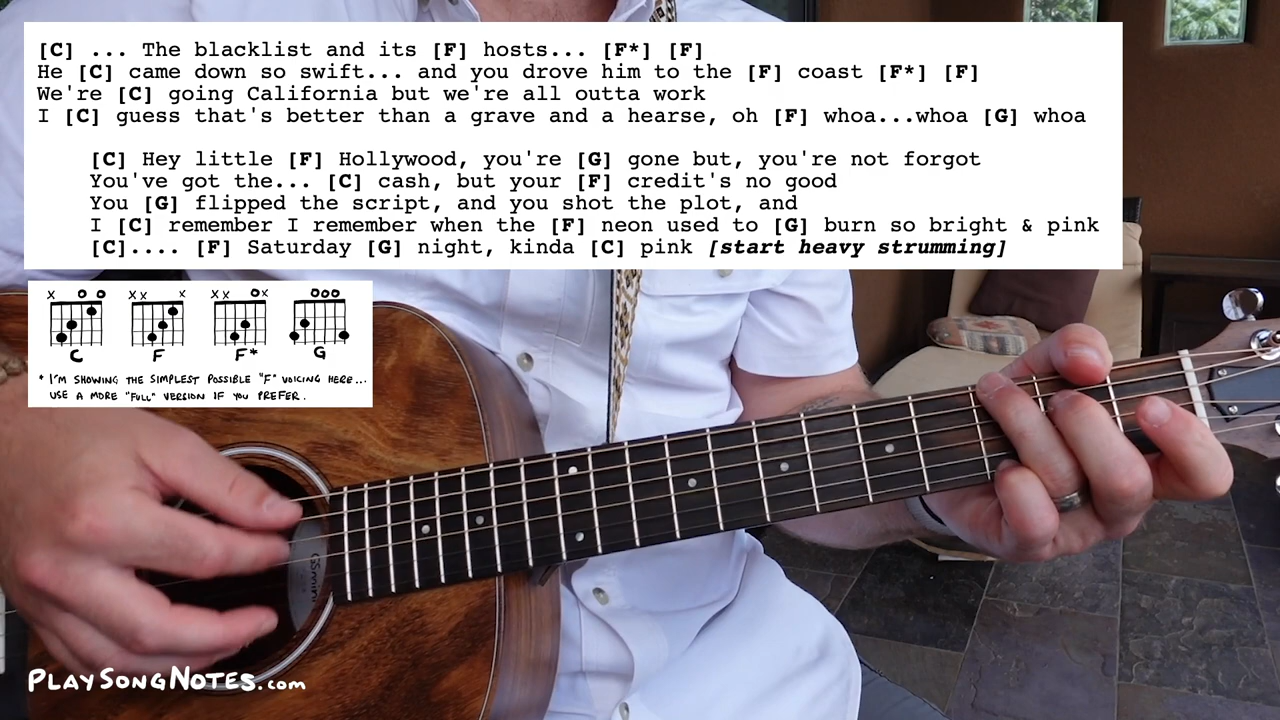 [C] ... The blacklist and its [F] hosts... [F*] [F]
He [C] came down so swift... and you drove him to the [F] coast [F*] [F]
We're [C] going California but we're all outta work
I [C] guess that's better than a grave and a hearse, oh [F] whoa...whoa [G] whoa
[C] Hey little [F] Hollywood, you're [G] gone but, you're not forgot
You've got the... [C] cash, but your [F] credit's no good
You [G] flipped the script, and you shot the plot, and
I [C] remember I remember when the [F] neon used to [G] burn so bright & pink
[C].... [F] Saturday [G] night, kinda [C] pink [start heavy strumming]
x o o xx x xx ox ooo
C F F* G
* I'M SHOWING THE SIMPLEST POSSIBLE "F" VOICING HERE...
USE A MORE "FULL" VERSION IF YOU PREFER.
GSmini
PLAYSONGNOTES.com